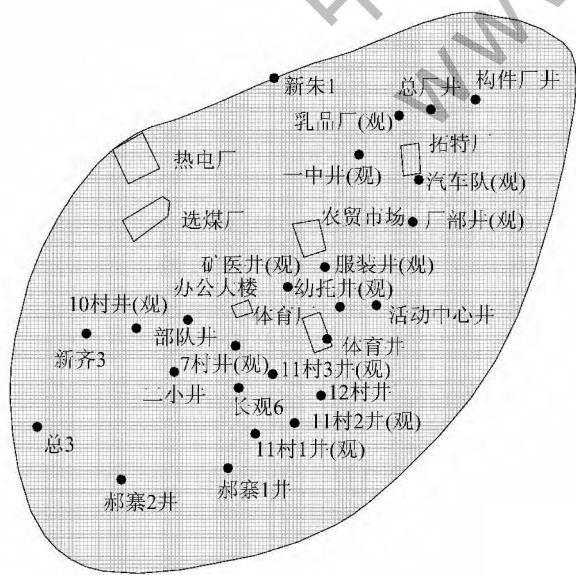 新朱1
总厂井
构件厂井
乳品厂(观)
拓特厂
热电厂
一中井(观)
汽车队(观)
选煤厂
农贸市场
厂部井(观)
矿医井(观)
服装井(观)
办公大楼
幼托井(观)
10村井(观)
体育厂
活动中心井
部队井
体育井
新齐3
7村井(观)
11村3井(观)
二小井
长观6
12村井
11村2井(观)
总3
11村1井(观)
郝寨2井
郝寨1井
WWW